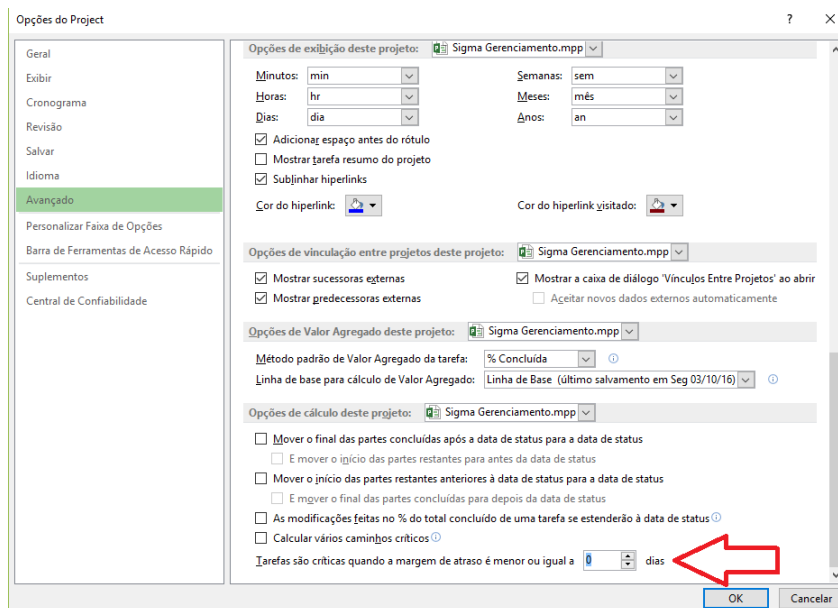 Opções do Project
?
Geral
Exibir
Cronograma
Revisão
Salvar
Idioma
Avançado
Personalizar Faixa de Opções
Barra de Ferramentas de Acesso Rápido
Suplementos
Central de Confiabilidade
Opções de exibição deste projeto: Sigma Gerenciamento.mpp
Minutos: min Semanas: sem
Horas: hr Meses: mês
Dias: dia Anos: an
Adicionar espaço antes do rótulo
Mostrar tarefa resumo do projeto
Sublinhar hiperlinks
Cor do hiperlink: Cor do hiperlink visitado:
Opções de vinculação entre projetos deste projeto: Sigma Gerenciamento.mpp
Mostrar sucessoras externas Mostrar a caixa de diálogo 'Vínculos Entre Projetos' ao abrir
Mostrar predecessoras externas Aceitar novos dados externos automaticamente
Opções de Valor Agregado deste projeto: Sigma Gerenciamento.mpp
Método padrão de Valor Agregado da tarefa: % Concluída
Linha de base para cálculo de Valor Agregado: Linha de Base (último salvamento em Seg 03/10/16)
Opções de cálculo deste projeto: Sigma Gerenciamento.mpp
Mover o final das partes concluídas após a data de status para a data de status
E mover o início das partes restantes para antes da data de status
Mover o início das partes restantes anteriores à data de status para a data de status
E mover o final das partes concluídas para depois da data de status
As modificações feitas no % do total concluído de uma tarefa se estenderão à data de status
Calcular vários caminhos críticos
Tarefas são críticas quando a margem de atraso é menor ou igual a 0 dias
OK Cancelar